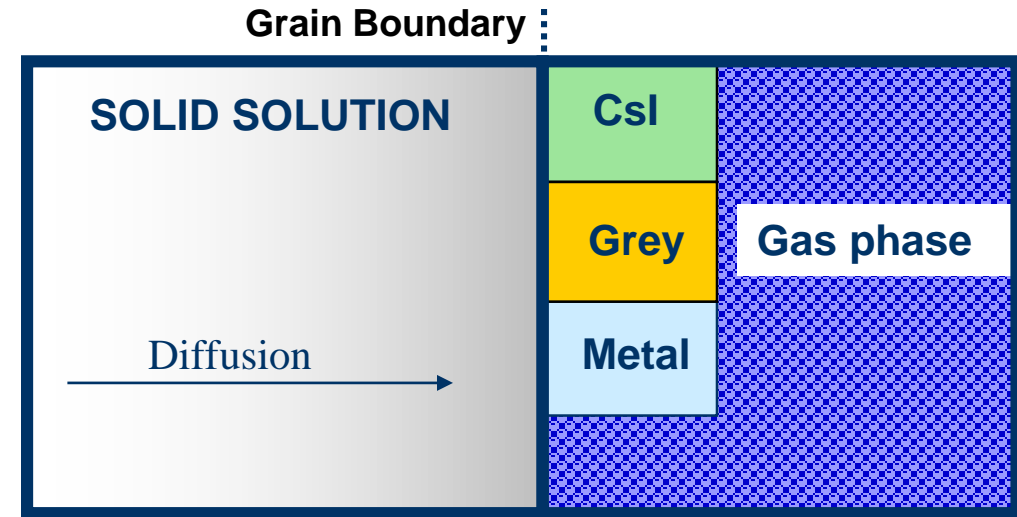 Grain Boundary
SOLID SOLUTION
CsI
Grey
Gas phase
Diffusion
Metal